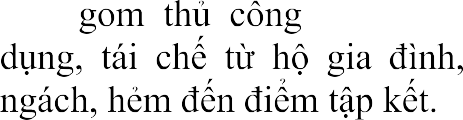 gom thủ công
dụng, tái chế từ hộ gia đình,
ngách, hẻm đến điểm tập kết.